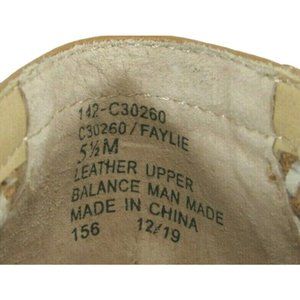 142-C30260
C30260/FAYLIE
5½M
LEATHER UPPER
BALANCE MAN MADE
MADE IN CHINA
156 12/19